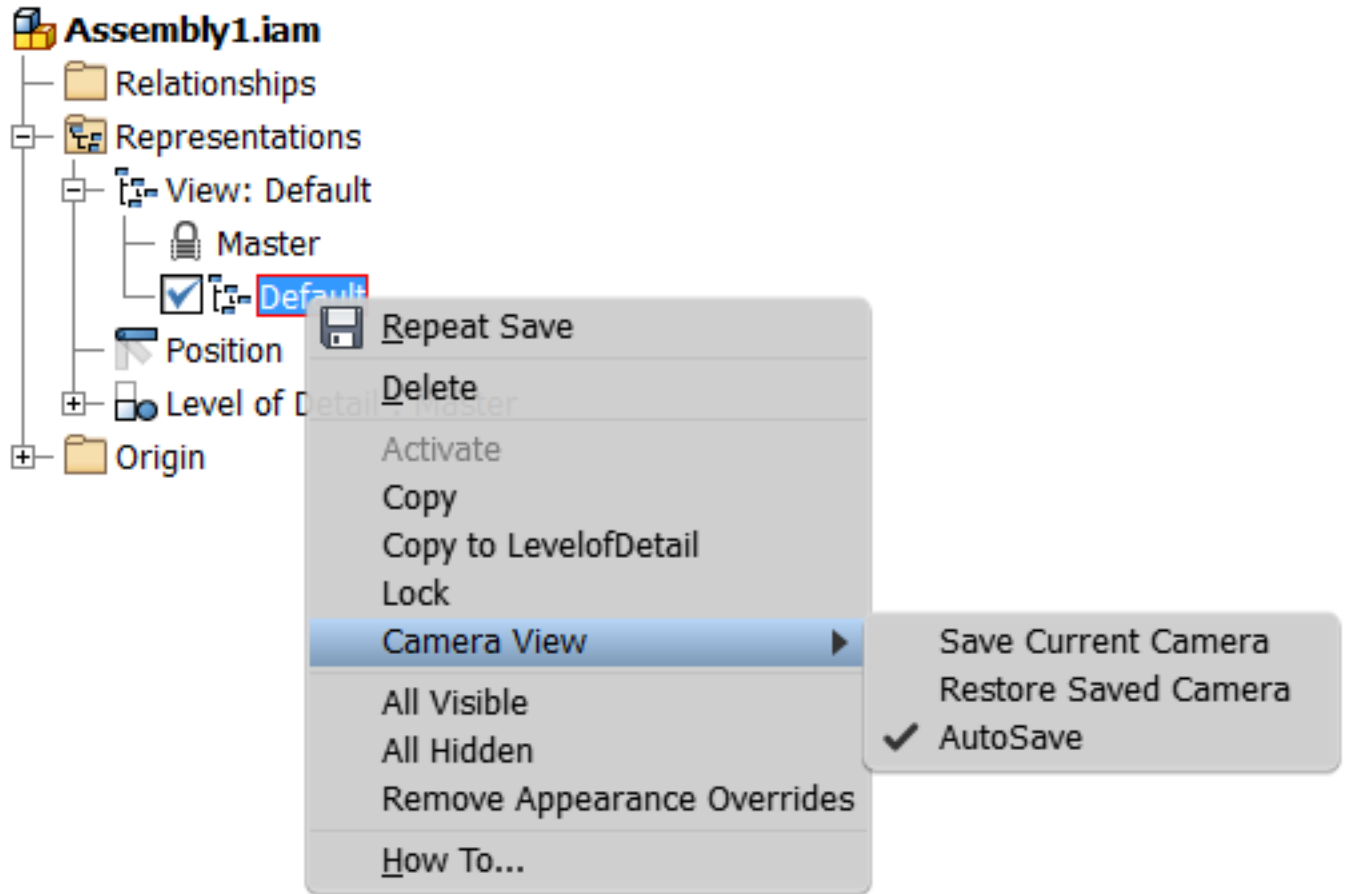 Assembly1.iam
Relationships
Representations
View: Default
Master
Default
Position
Level of Detail : Master
Origin
Repeat Save
Delete
Activate
Copy
Copy to LevelofDetail
Lock
Camera View
All Visible
All Hidden
Remove Appearance Overrides
How To...
Save Current Camera
Restore Saved Camera
AutoSave